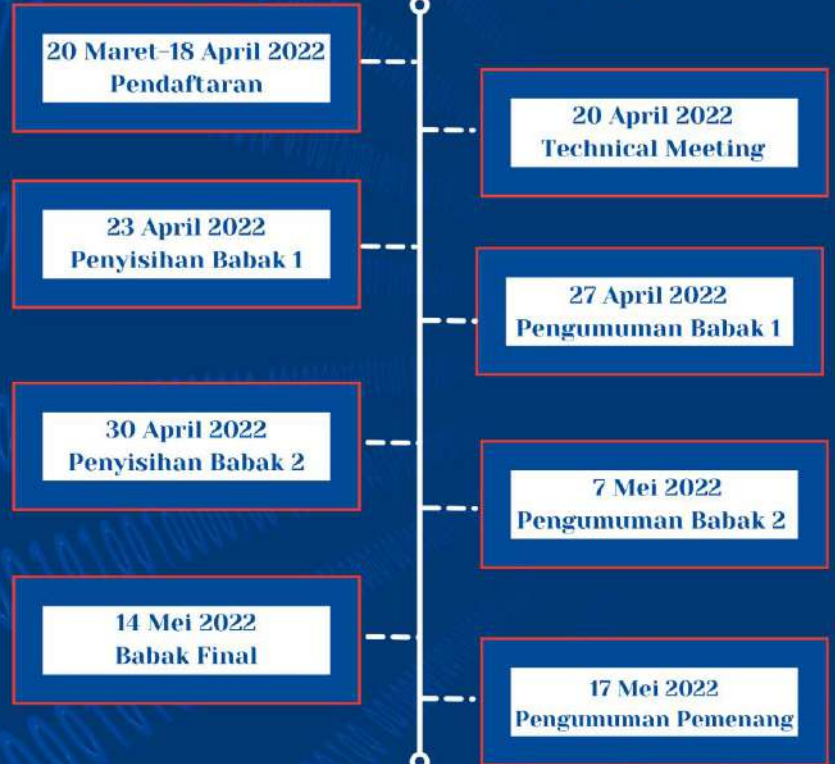 20 Maret-18 April 2022
Pendaftaran
20 April 2022
Technical Meeting
23 April 2022
Penyisihan Babak 1
27 April 2022
Pengumuman Babak 1
30 April 2022
Penyisihan Babak 2
7 Mei 2022
Pengumuman Babak 2
14 Mei 2022
Babak Final
17 Mei 2022
Pengumuman Pemenang